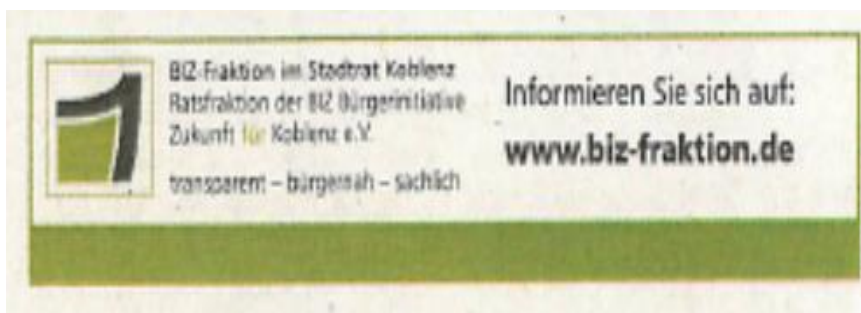 BIZ-Fraktion im Stadtrat Koblenz
Ratsfraktion der BIZ Bürgerinitiative
Zukunft für Koblenz e.V.
transparent – bürgernah – sachlich
Informieren Sie sich auf:
www.biz-fraktion.de